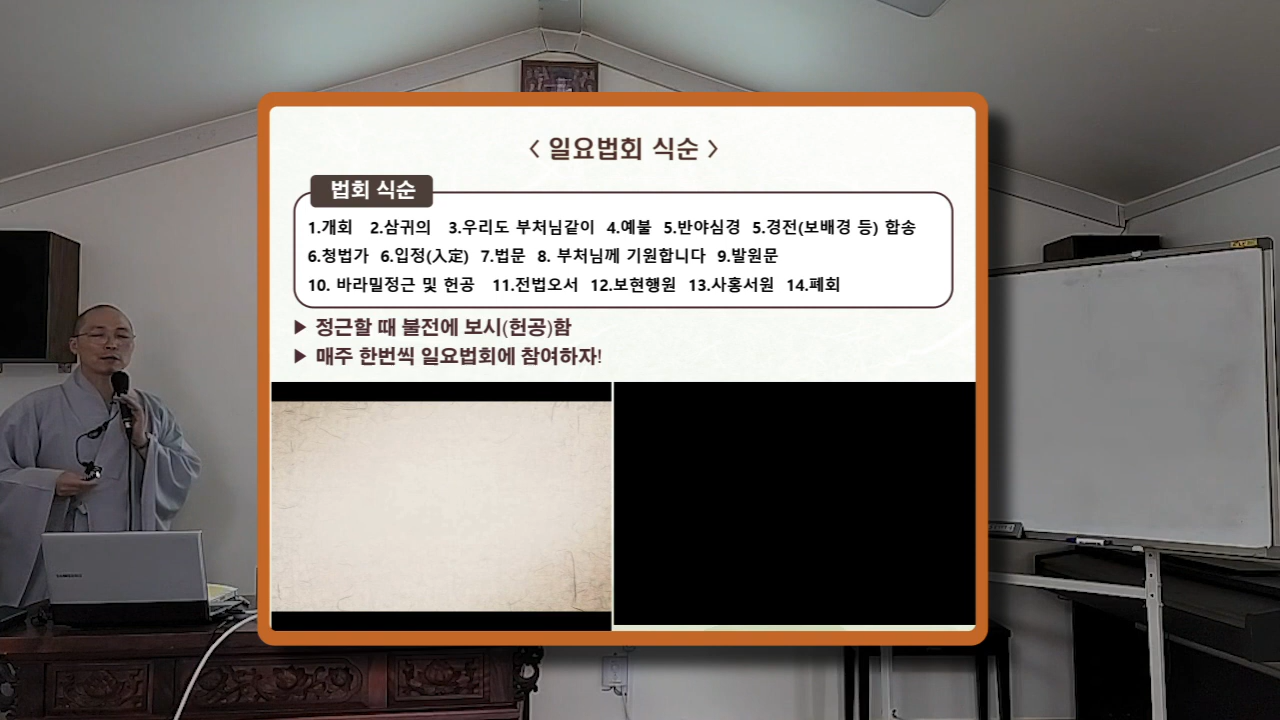 < 일요법회 식순 >
법회 식순
1.개회 2.삼귀의 3.우리도 부처님같이 4.예불 5.반야심경 5.경전(보배경 등) 합송
6.청법가 6.입정(入定) 7.법문 8. 부처님께 기원합니다 9.발원문
10. 바라밀정근 및 헌공 11.전법오서 12.보현행원 13.사홍서원 14.폐회
▶ 정근할 때 불전에 보시(헌공)함
▶ 매주 한번씩 일요법회에 참여하자!
SAMSUNG